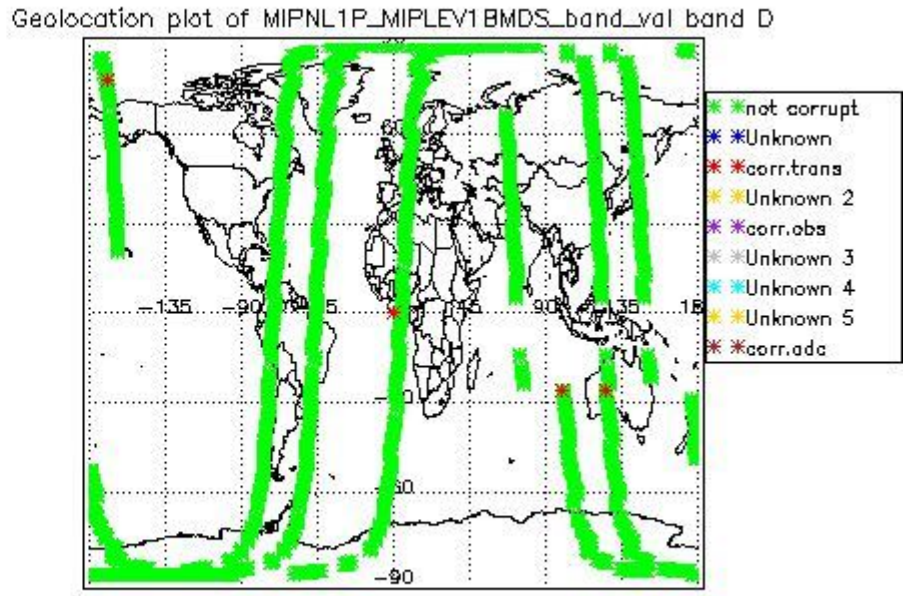 Geolocation plot of MIPNL1P_MIPLEV1BMDS_band_val band D
not corrupt
Unknown
corr.trans
Unknown 2
corr.obs
Unknown 3
Unknown 4
Unknown 5
corr.adc
60
-135 -90 90 135
-60
-90